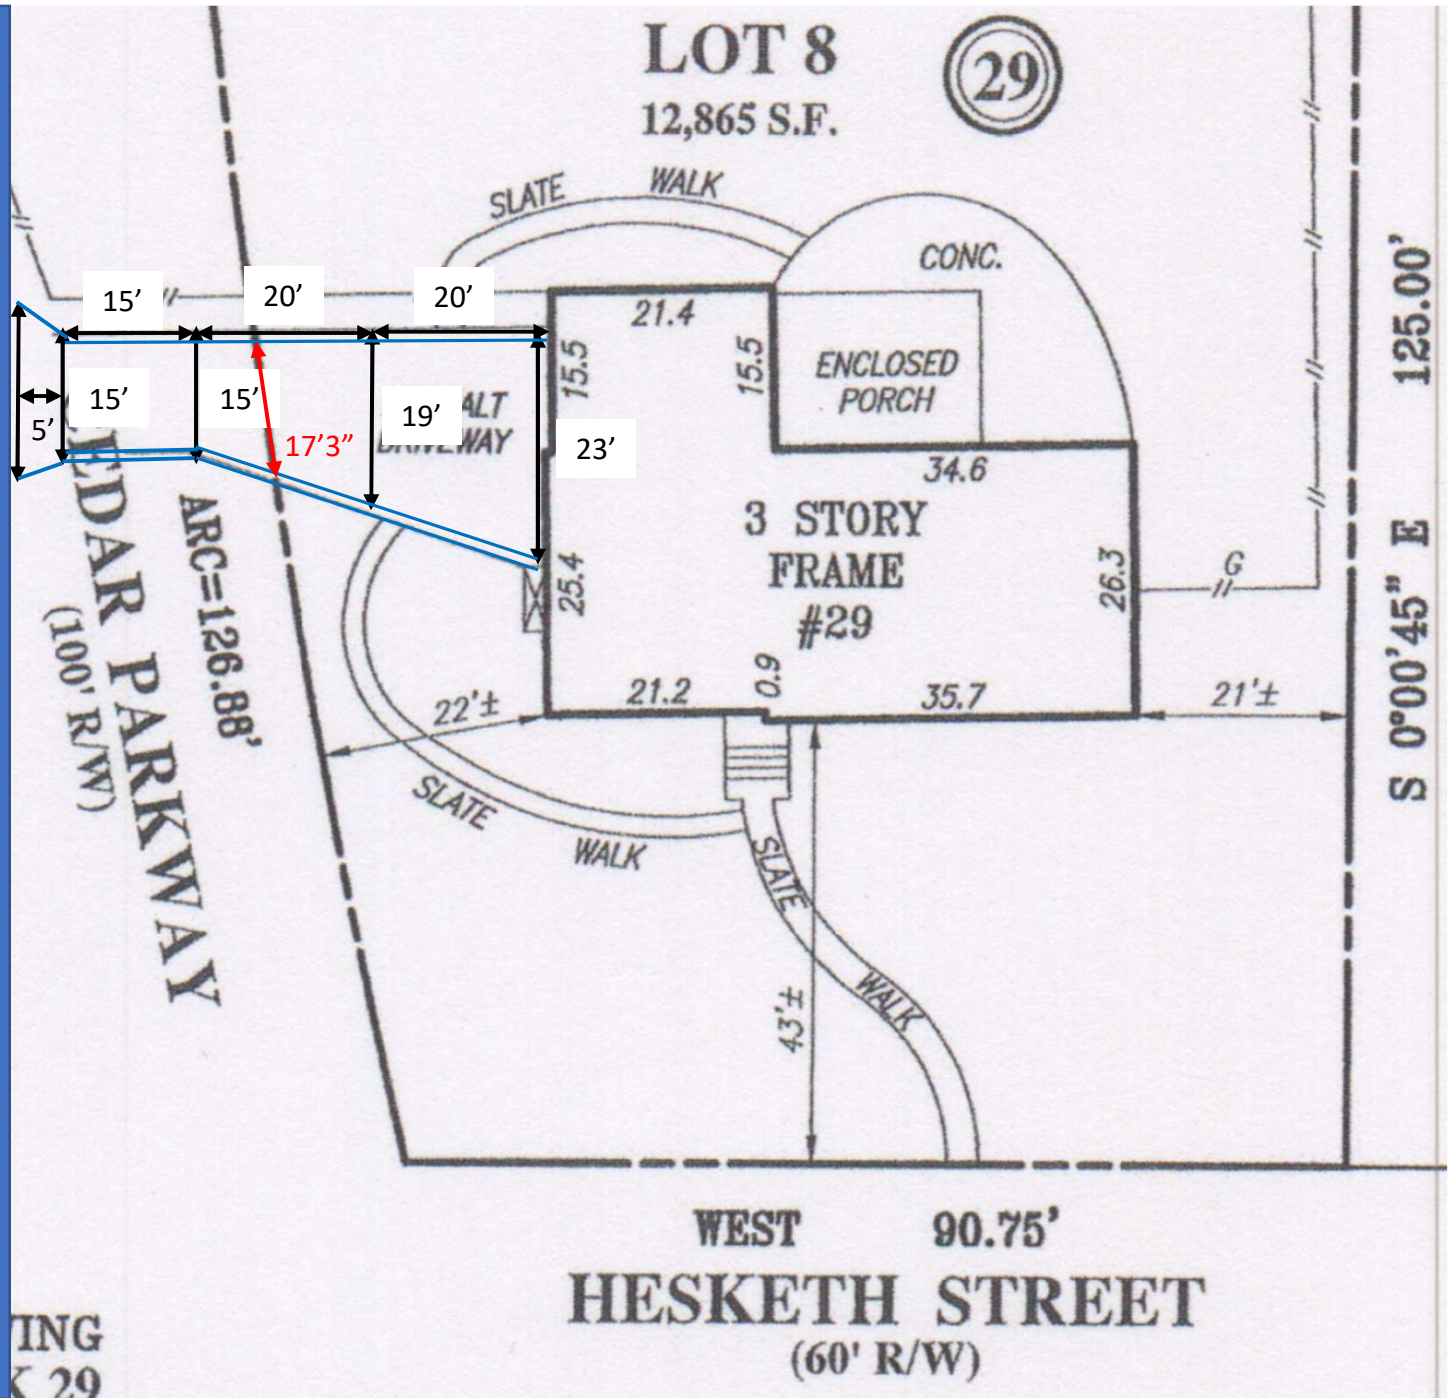 LOT 8
29
12,865 S.F.
SLATE WALK
CONC.
15'
20'
20'
21.4
15.5
15.5
ENCLOSED
PORCH
125.00'
15'
15'
5'
19'
17'3"
23'
34.6
3 STORY
FRAME
#29
25.4
26.3
G
S 0°00'45" E
ARC=126.88'
PARKWAY
(100' R/W)
22'±
21.2
0.9
35.7
21'±
SLATE
WALK
SLATE
WALK
43'±
WEST 90.75'
HESKETH STREET
(60' R/W)
29